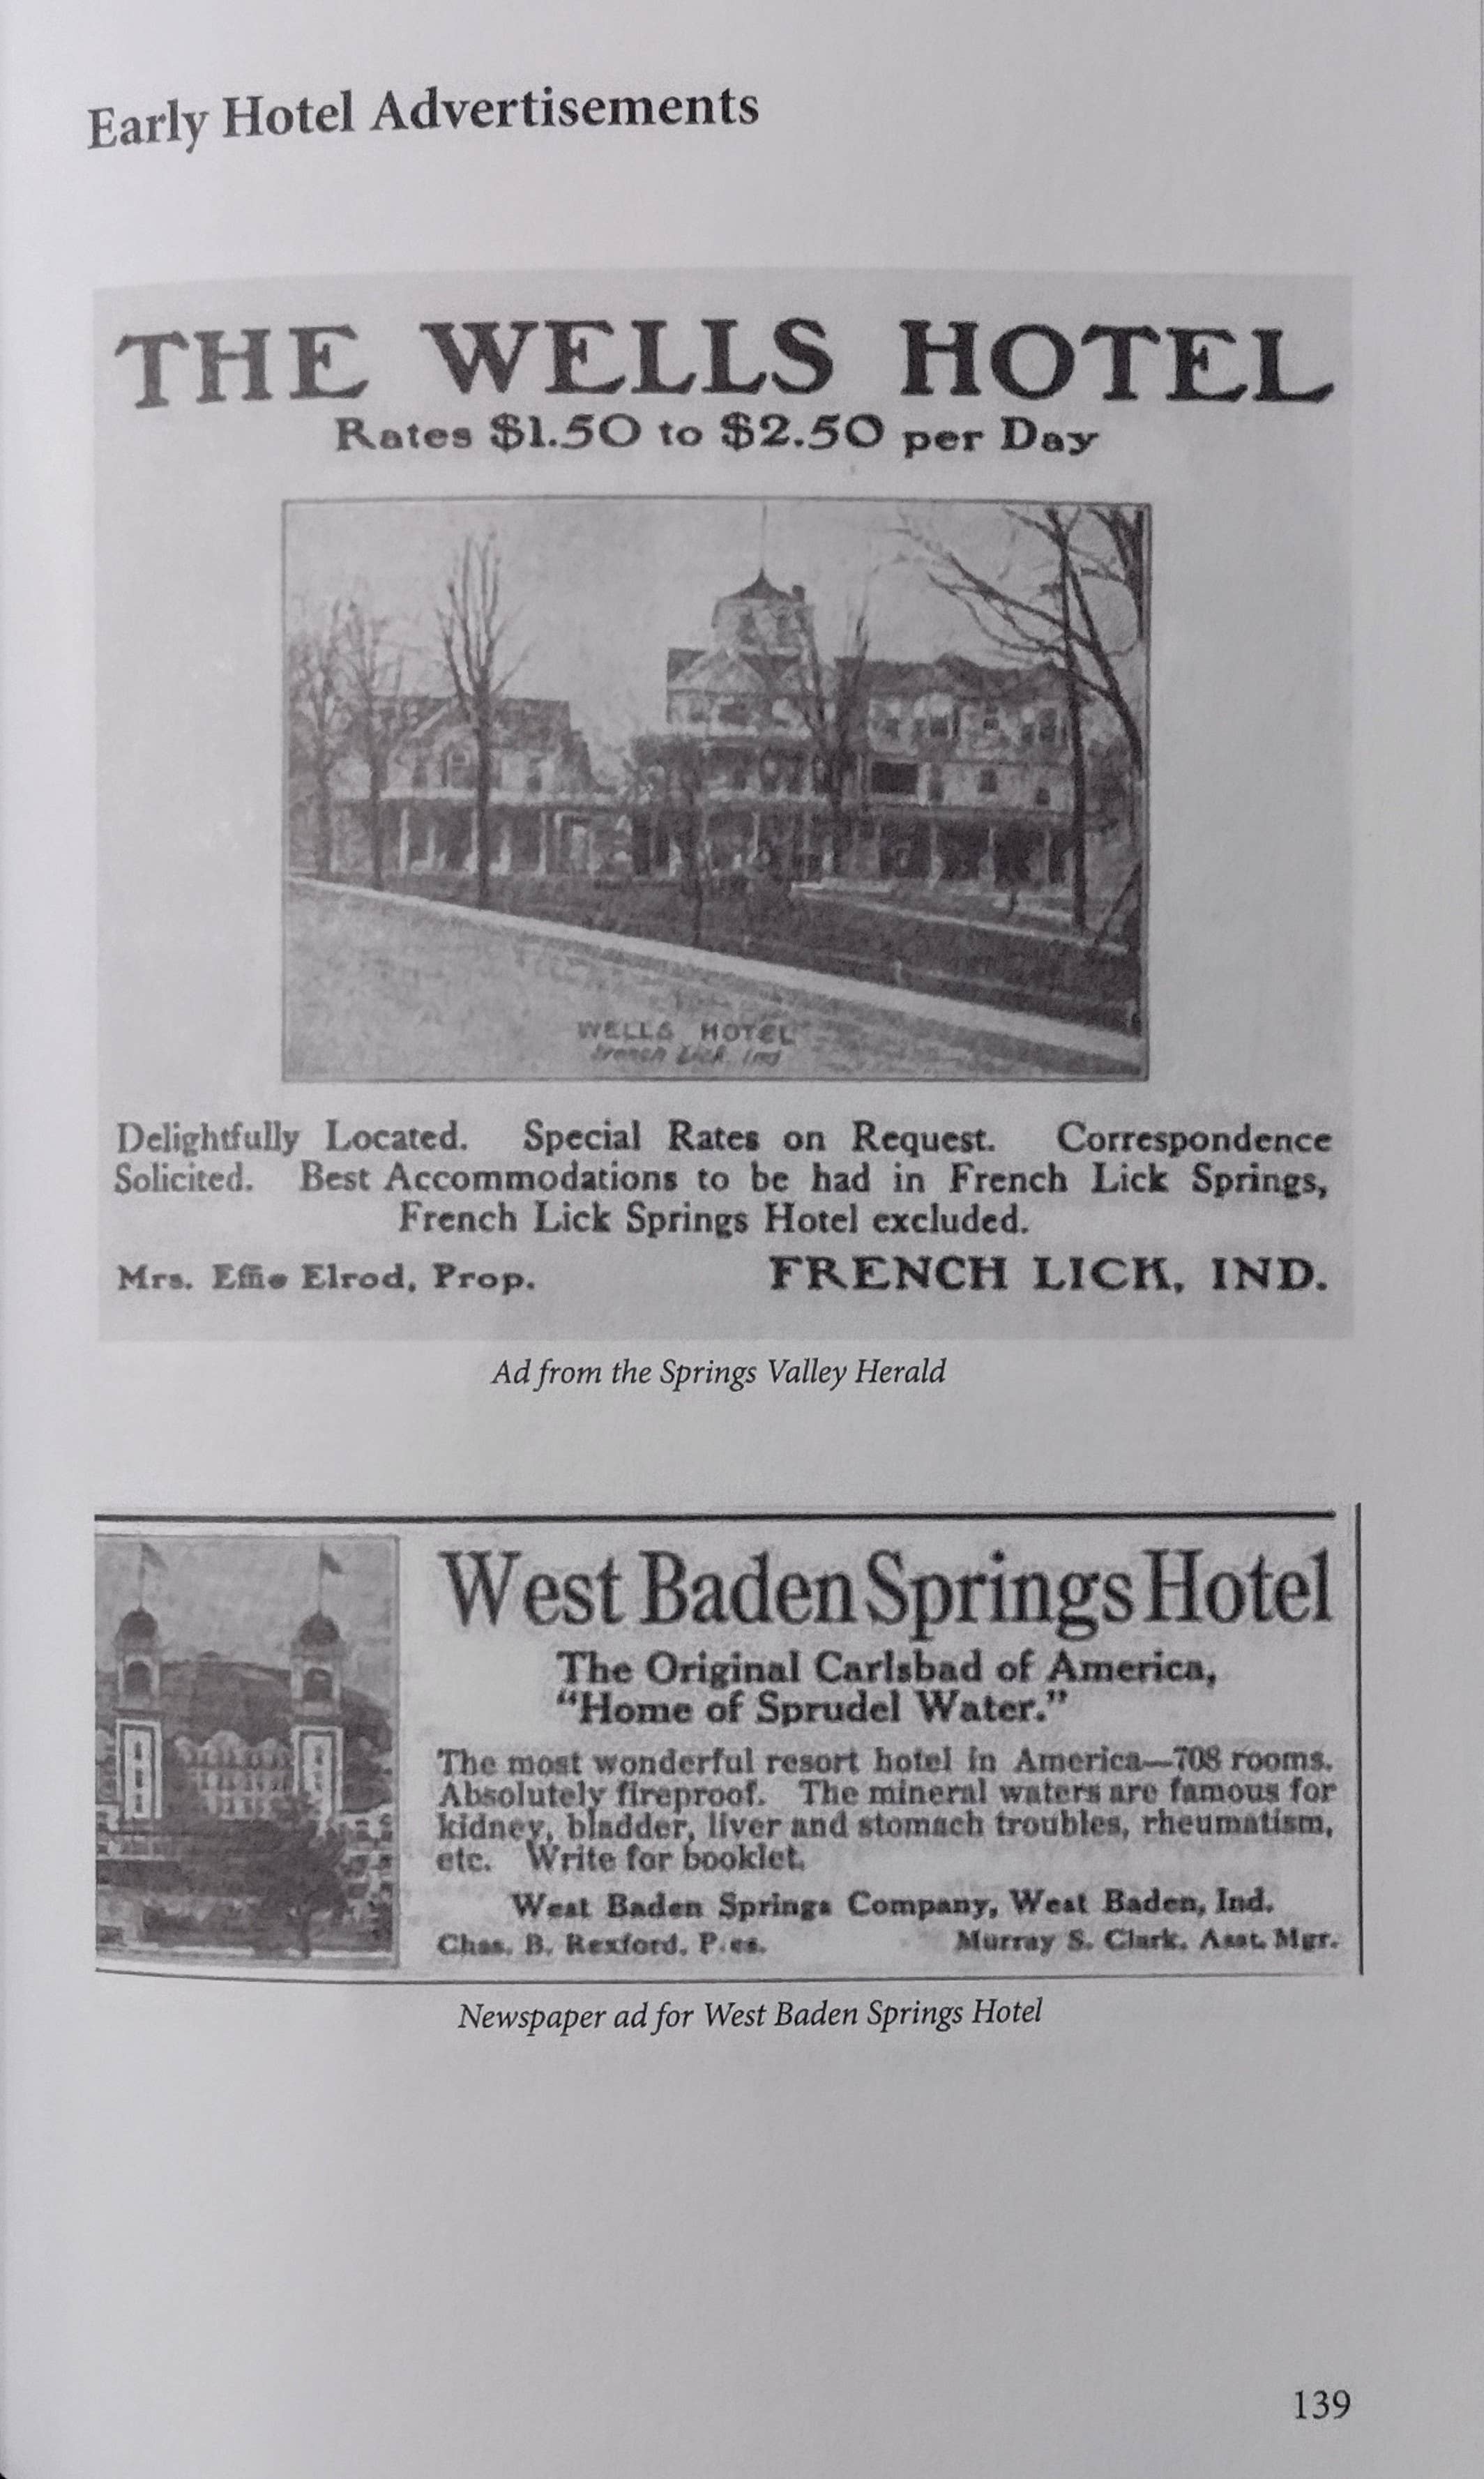 Early Hotel Advertisements
THE WELLS HOTEL
Rates $1.50 to $2.50 per Day
WELLS HOTEL
French Lick, Ind
Delightfully Located. Special Rates on Request. Correspondence
Solicited. Best Accommodations to be had in French Lick Springs,
French Lick Springs Hotel excluded.
Mrs. Effie Elrod, Prop. FRENCH LICK, IND.
Ad from the Springs Valley Herald
West Baden Springs Hotel
The Original Carlsbad of America,
“Home of Sprudel Water.”
The most wonderful resort hotel in America—708 rooms.
Absolutely fireproof. The mineral waters are famous for
kidney, bladder, liver and stomach troubles, rheumatism,
etc. Write for booklet.
West Baden Springs Company, West Baden, Ind.
Chas. B. Rexford, Pres. Murray S. Clark, Asst. Mgr.
Newspaper ad for West Baden Springs Hotel
139